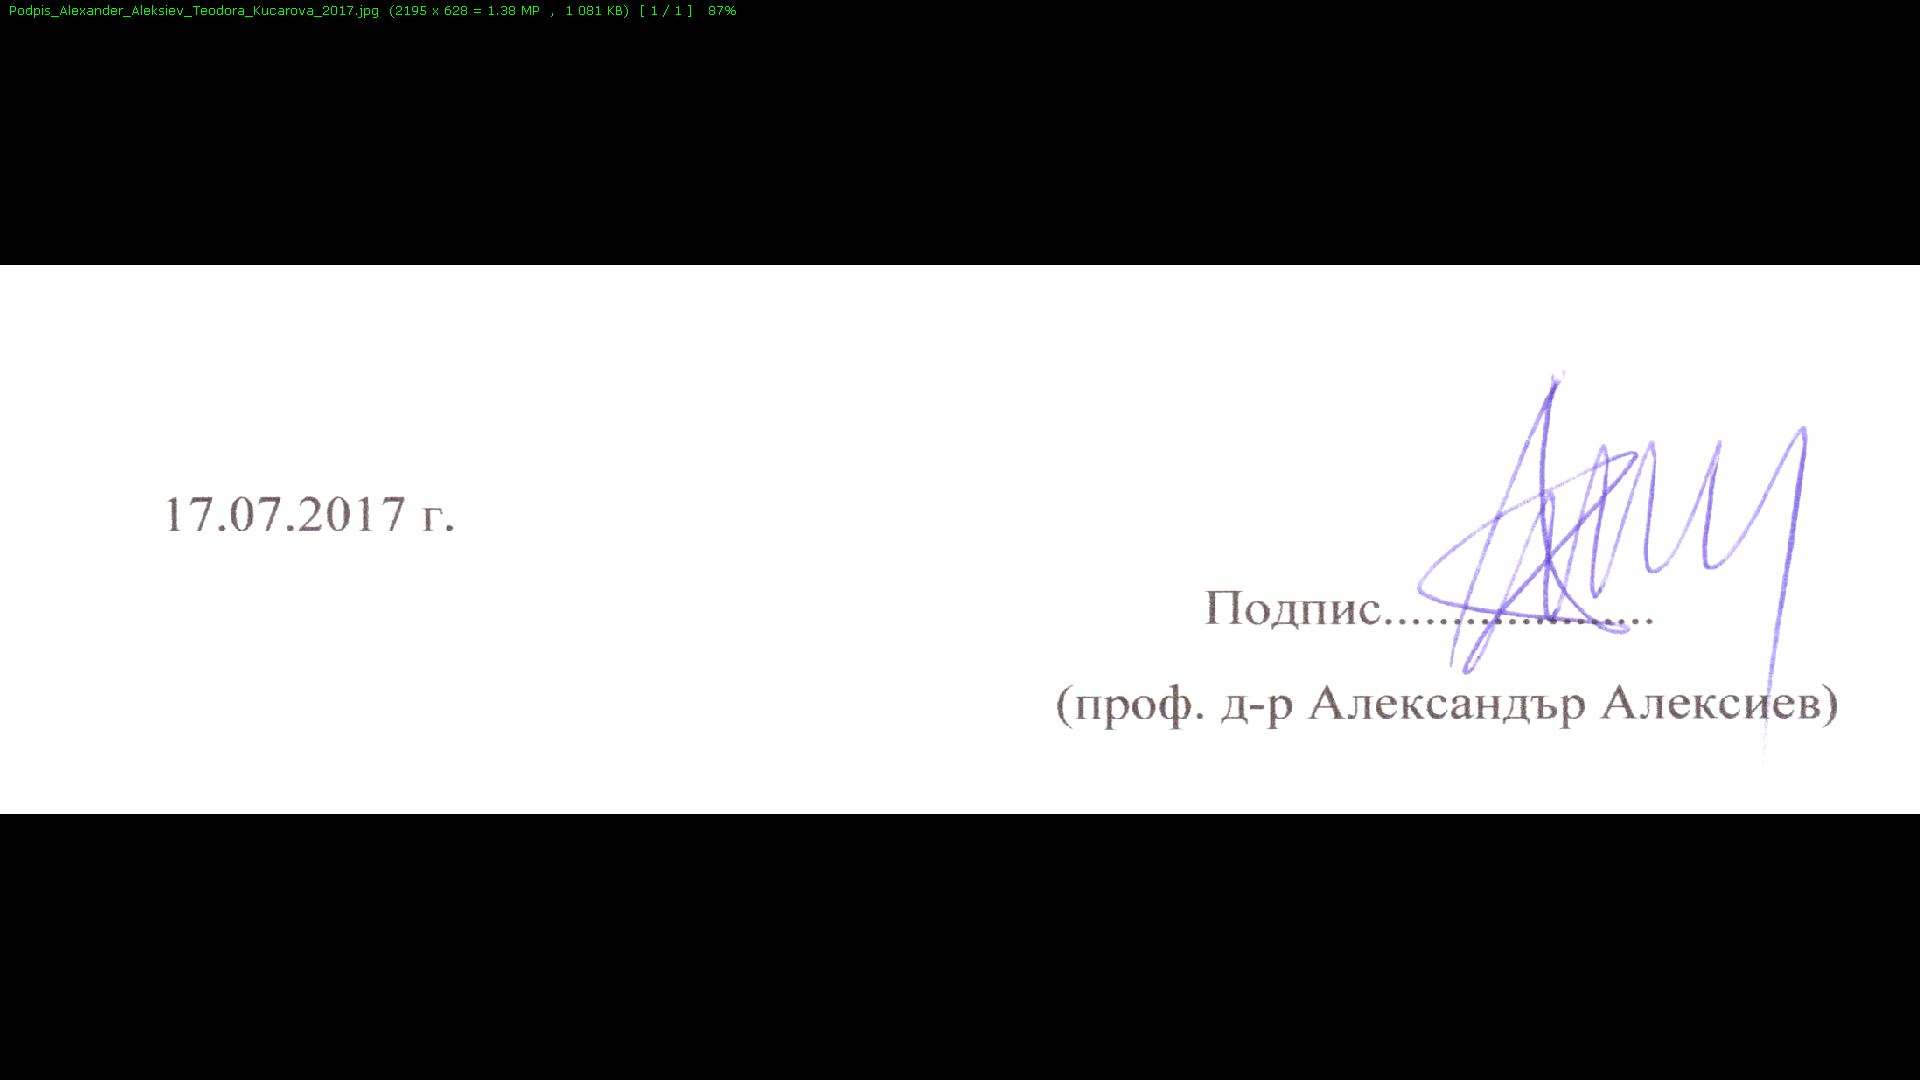 Podpis_Alexander_Aleksiev_Teodora_Kucarova_2017.jpg (2195 x 628 = 1.38 MP , 1 081 KB) [ 1 / 1 ] 87%
17.07.2017 г.
Подпис....................
(проф. д-р Александър Алексиев)